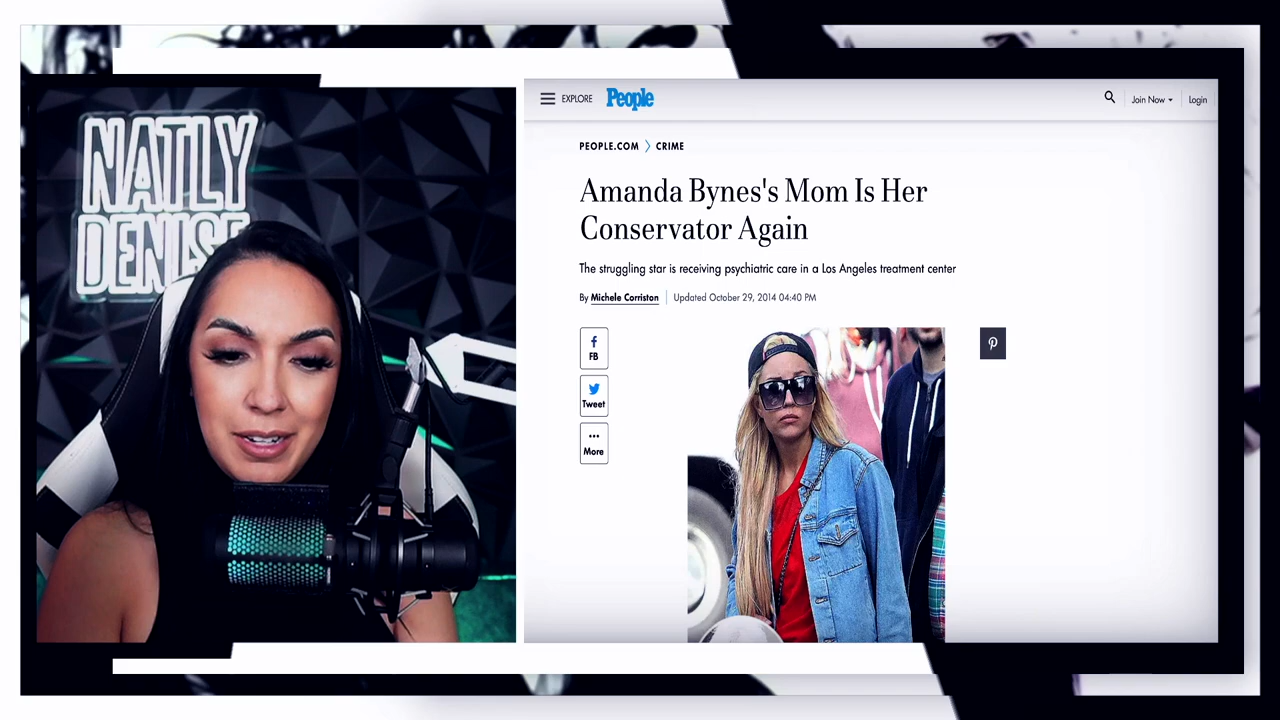 NATLY
DENISE
EXPLORE
People
Join Now
Login
PEOPLE.COM > CRIME
Amanda Bynes's Mom Is Her
Conservator Again
The struggling star is receiving psychiatric care in a Los Angeles treatment center
By Michele Corriston
Updated October 29, 2014 04:40 PM
FB
Tweet
More